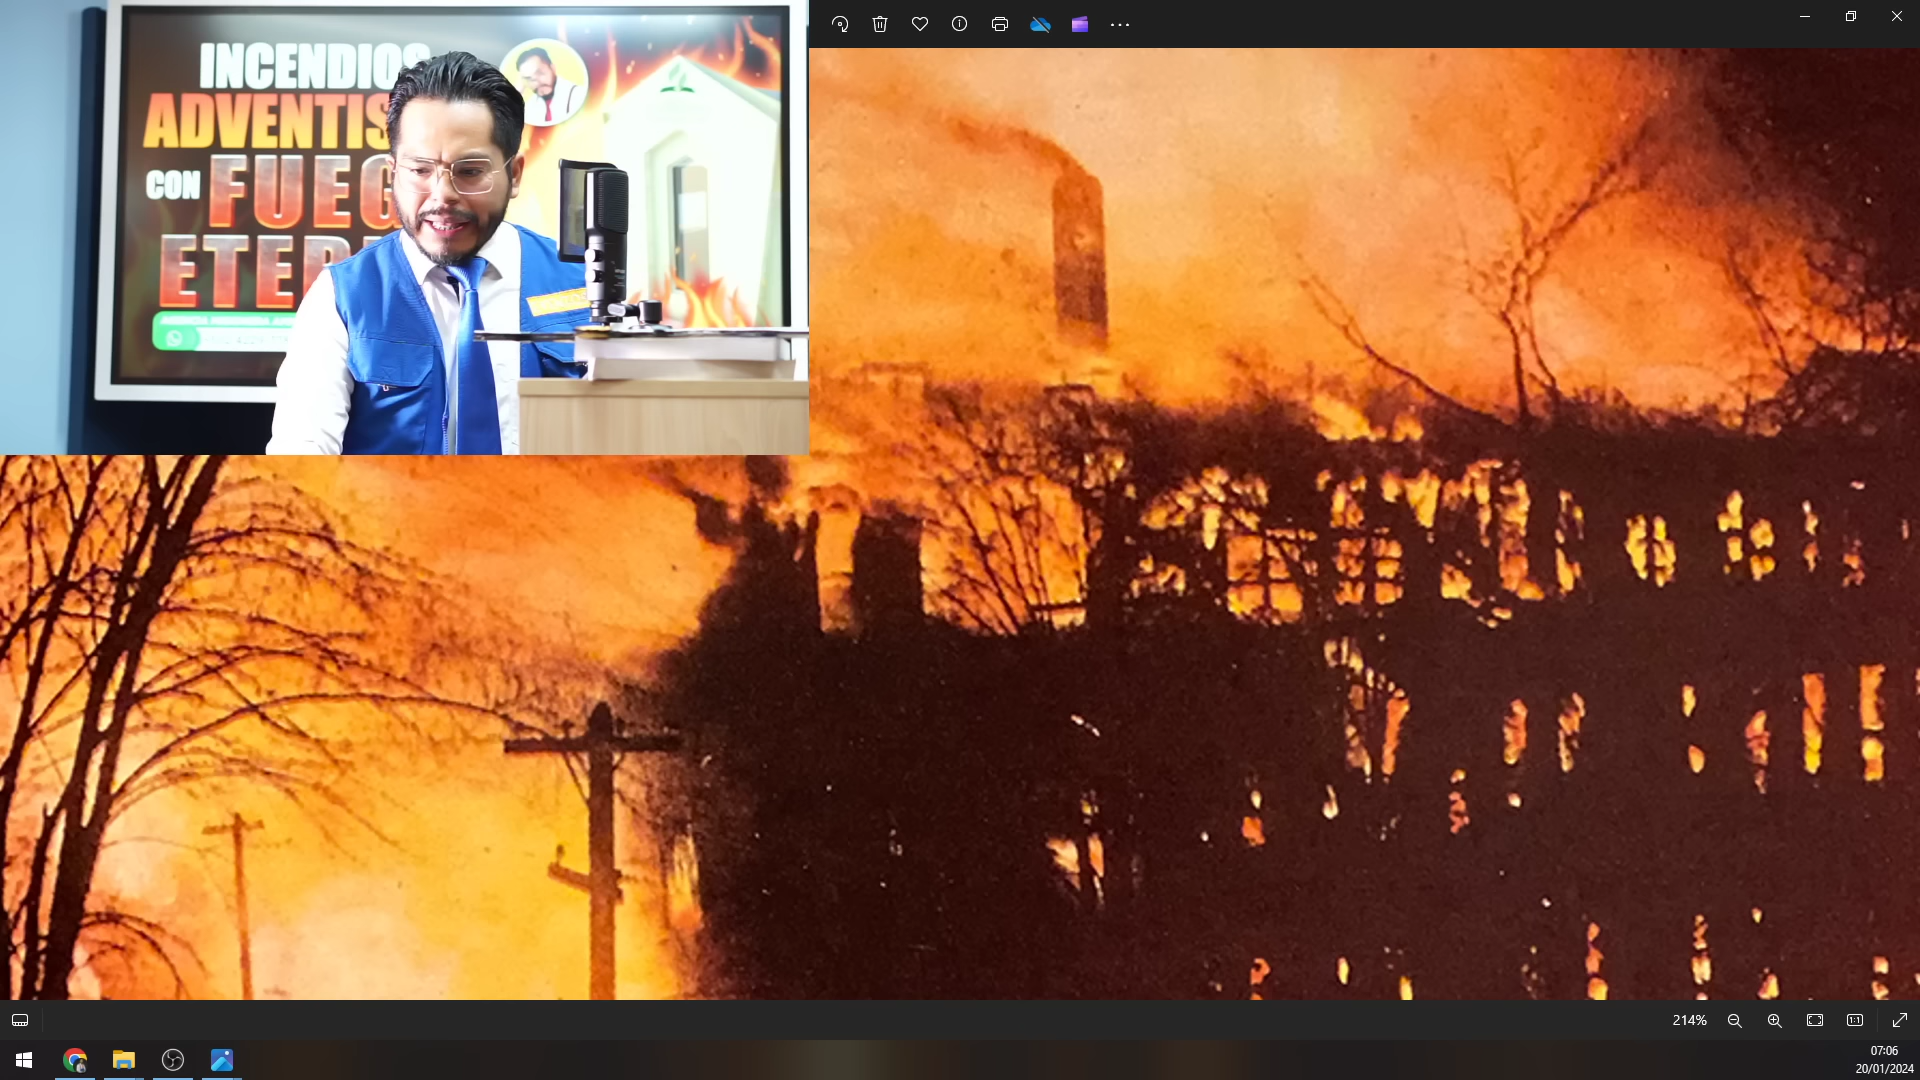 INCENDIOS
ADVENTIS
CON FUEG
ETER
214%
07:06
20/01/2024